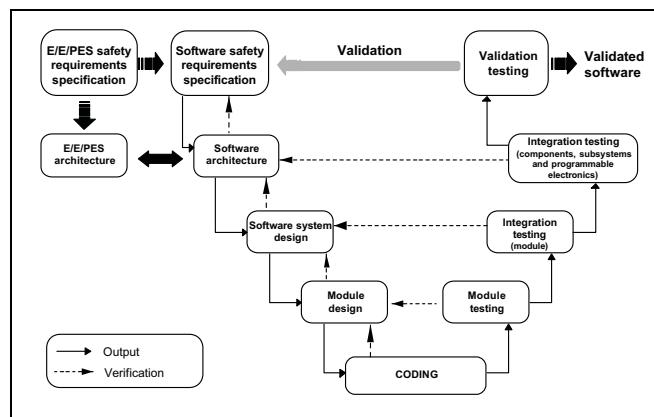 E/E/PES safety
requirements
specification
Software safety
requirements
specification
Validation
Validation
testing
Validated
software
E/E/PES
architecture
Software
architecture
Integration testing
(components, subsystems
and programmable
electronics)
Software system
design
Integration
testing
(module)
Module
design
Module
testing
CODING
Output
Verification